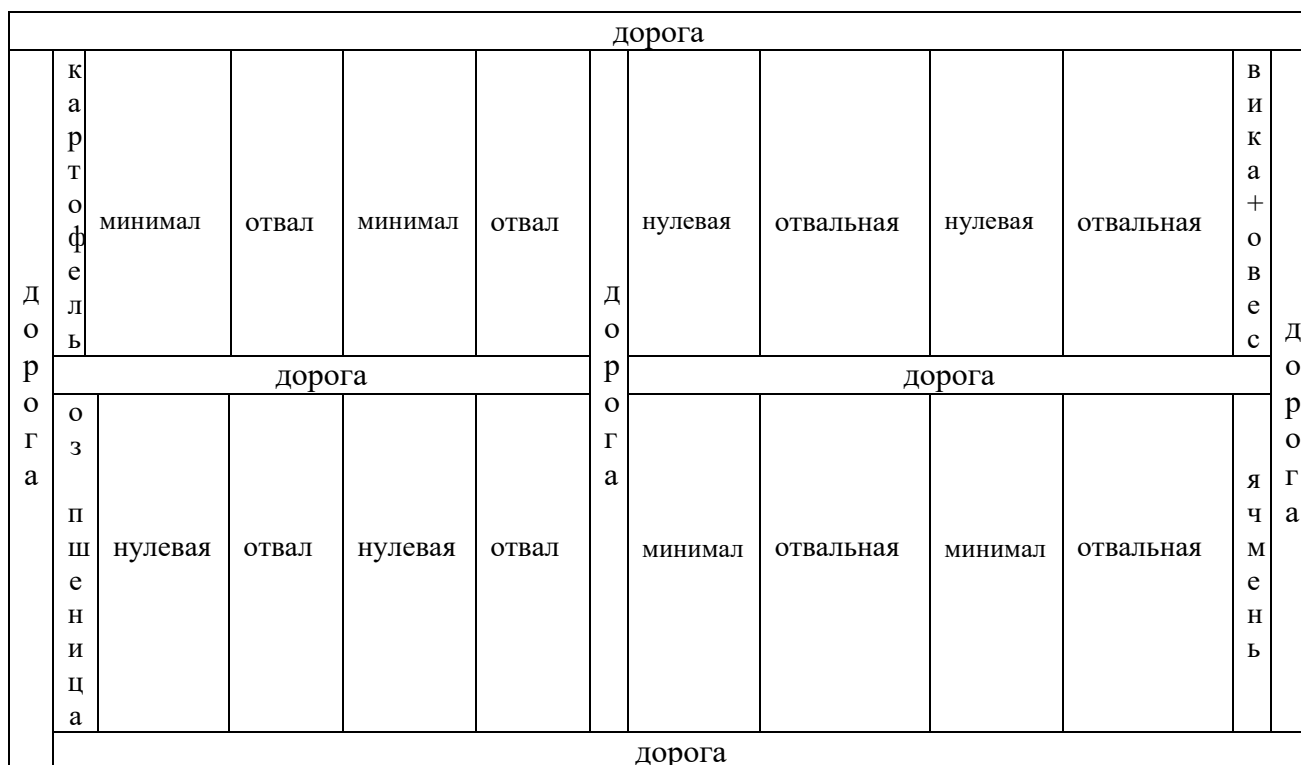 дорога
дорога
картофель
минимал
отвал
минимал
отвал
дорога
нулевая
отвальная
нулевая
отвальная
вика+овес
дорога
дорога
дорога
оз пшеница
нулевая
отвал
нулевая
отвал
минимал
отвальная
минимал
отвальная
ячмень
дорога